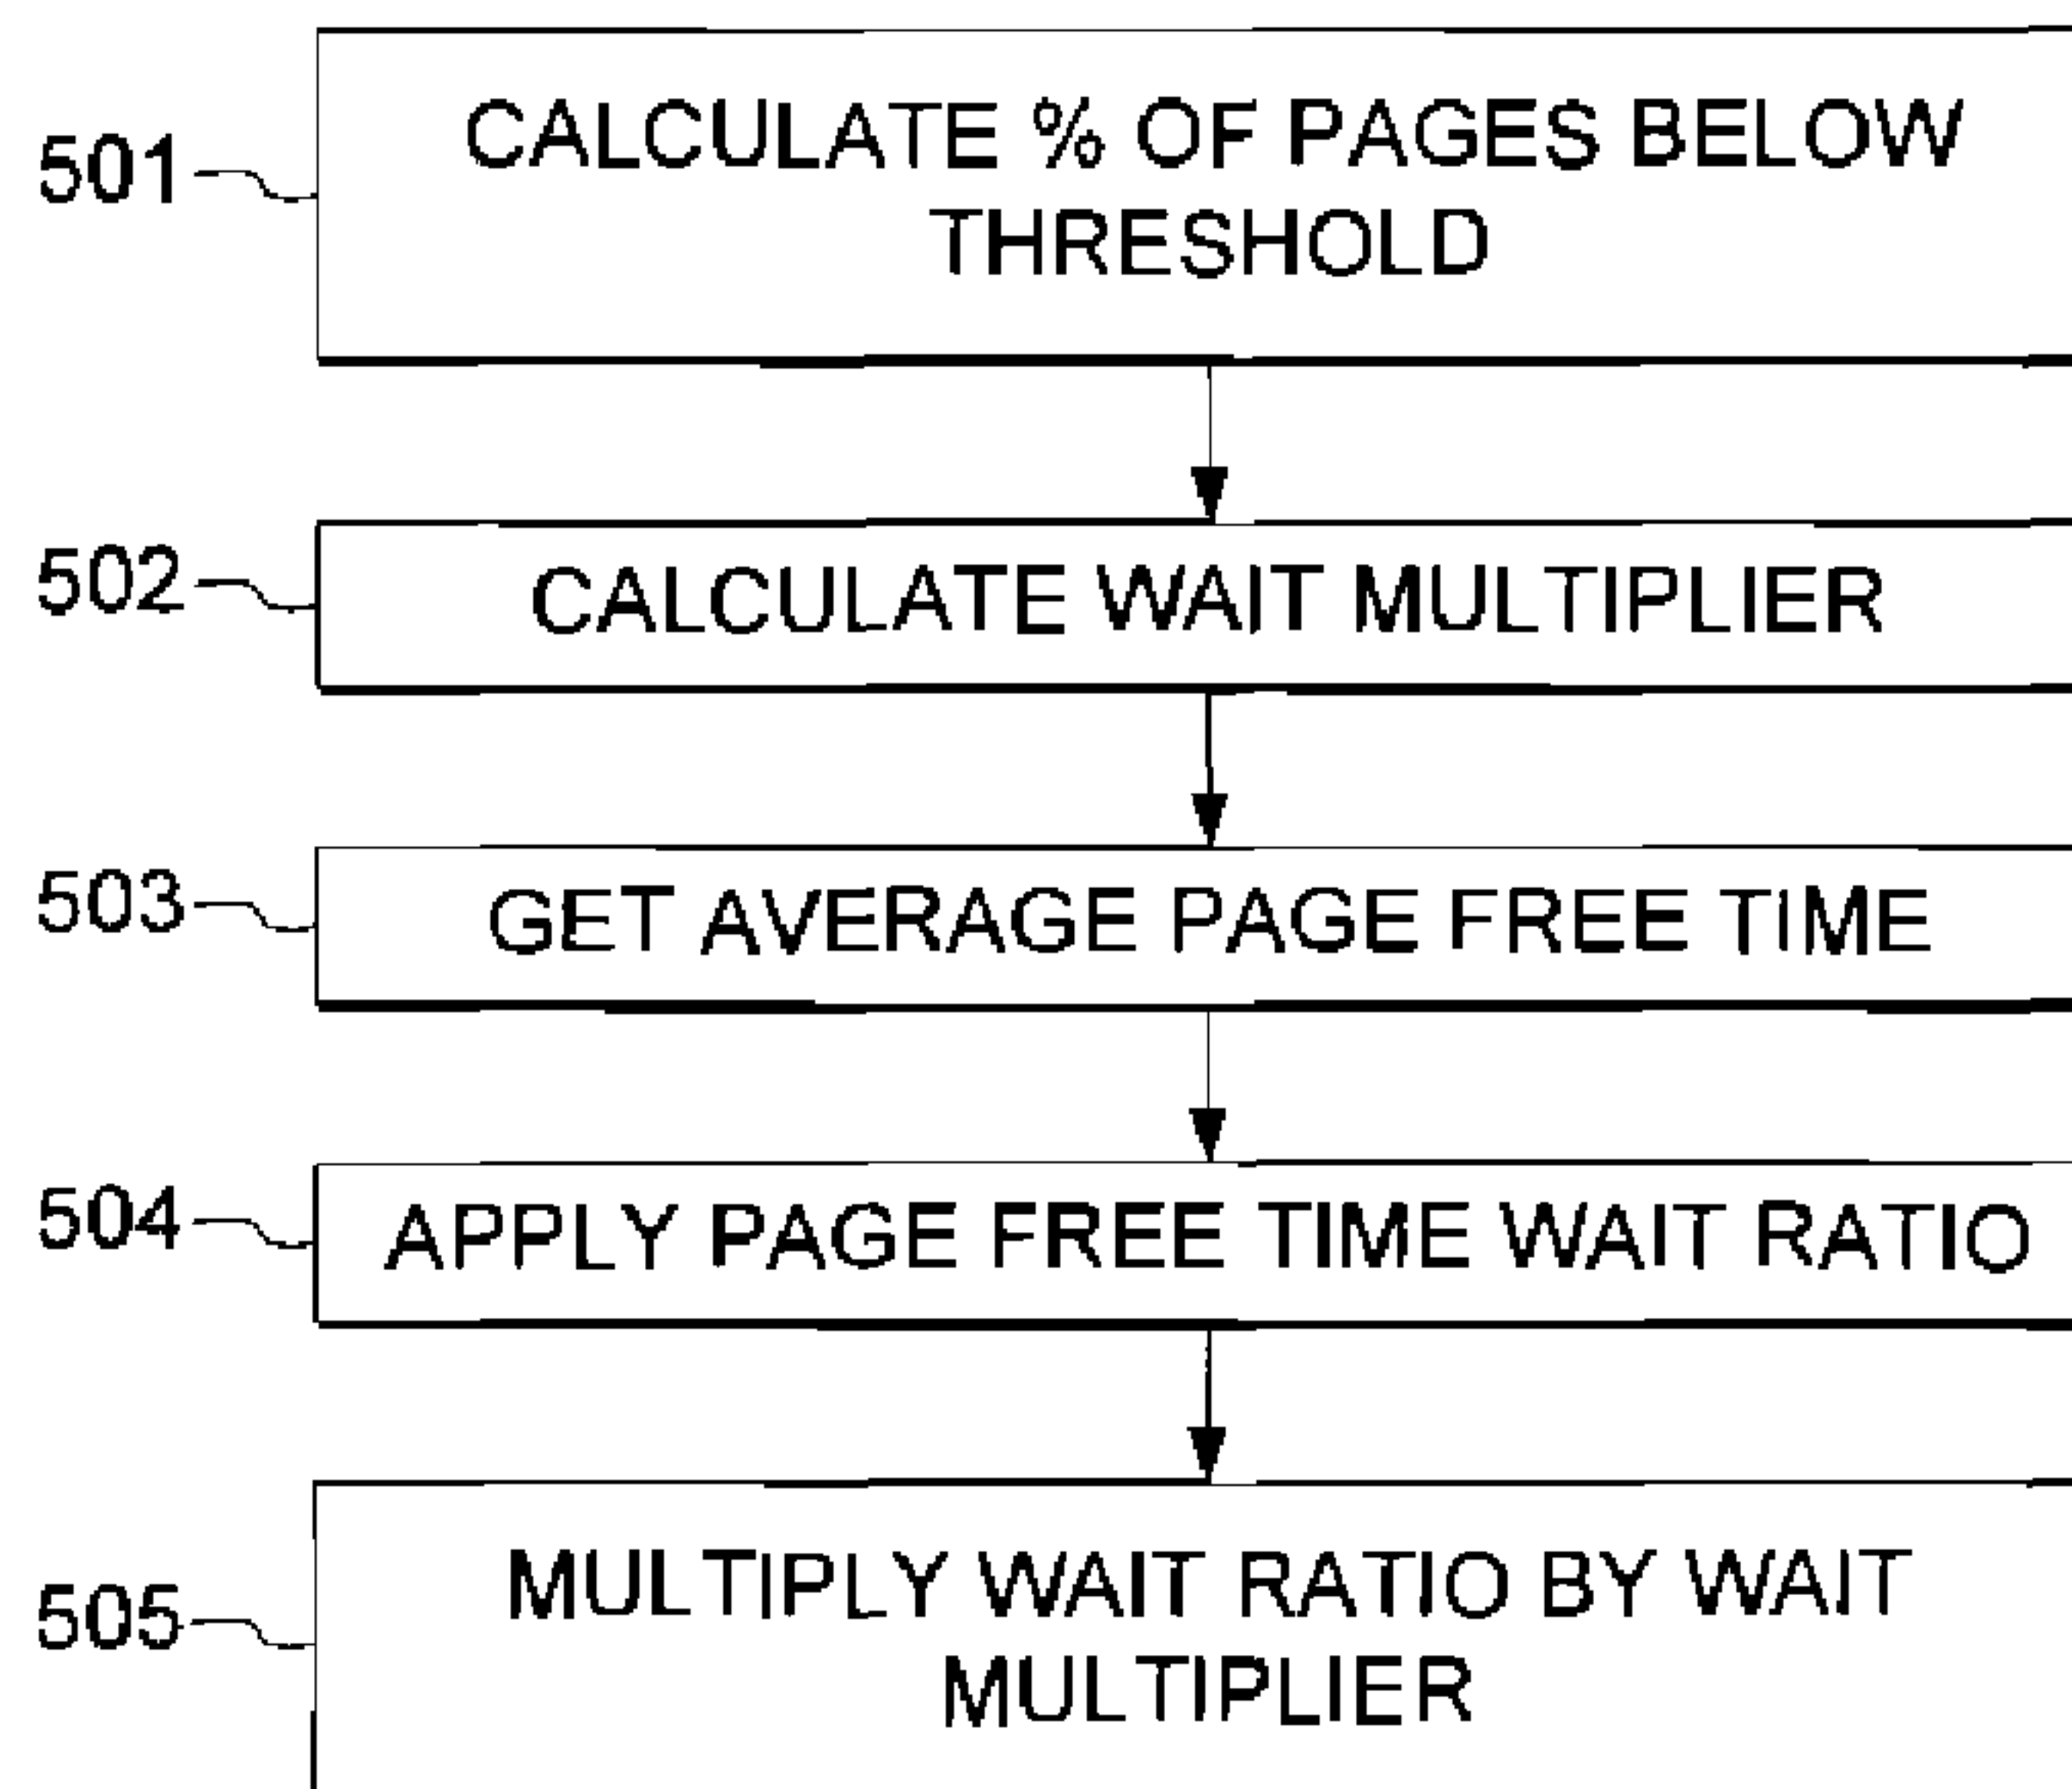 501
CALCULATE % OF PAGES BELOW
THRESHOLD
502
CALCULATE WAIT MULTIPLIER
503
GET AVERAGE PAGE FREE TIME
504
APPLY PAGE FREE TIME WAIT RATIO
505
MULTIPLY WAIT RATIO BY WAIT
MULTIPLIER